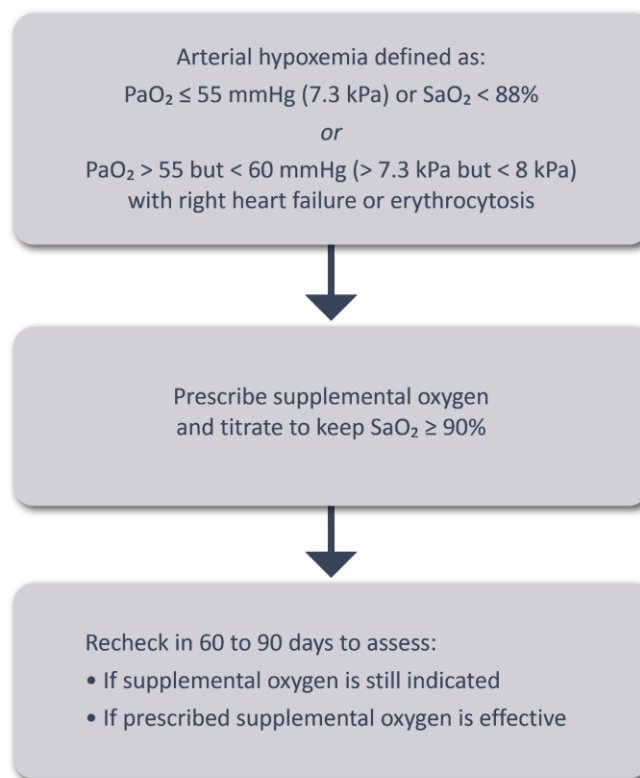 Arterial hypoxemia defined as:
PaO₂ ≤ 55 mmHg (7.3 kPa) or SaO₂ < 88%
or
PaO₂ > 55 but < 60 mmHg (> 7.3 kPa but < 8 kPa)
with right heart failure or erythrocytosis
Prescribe supplemental oxygen
and titrate to keep SaO₂ ≥ 90%
Recheck in 60 to 90 days to assess:
• If supplemental oxygen is still indicated
• If prescribed supplemental oxygen is effective